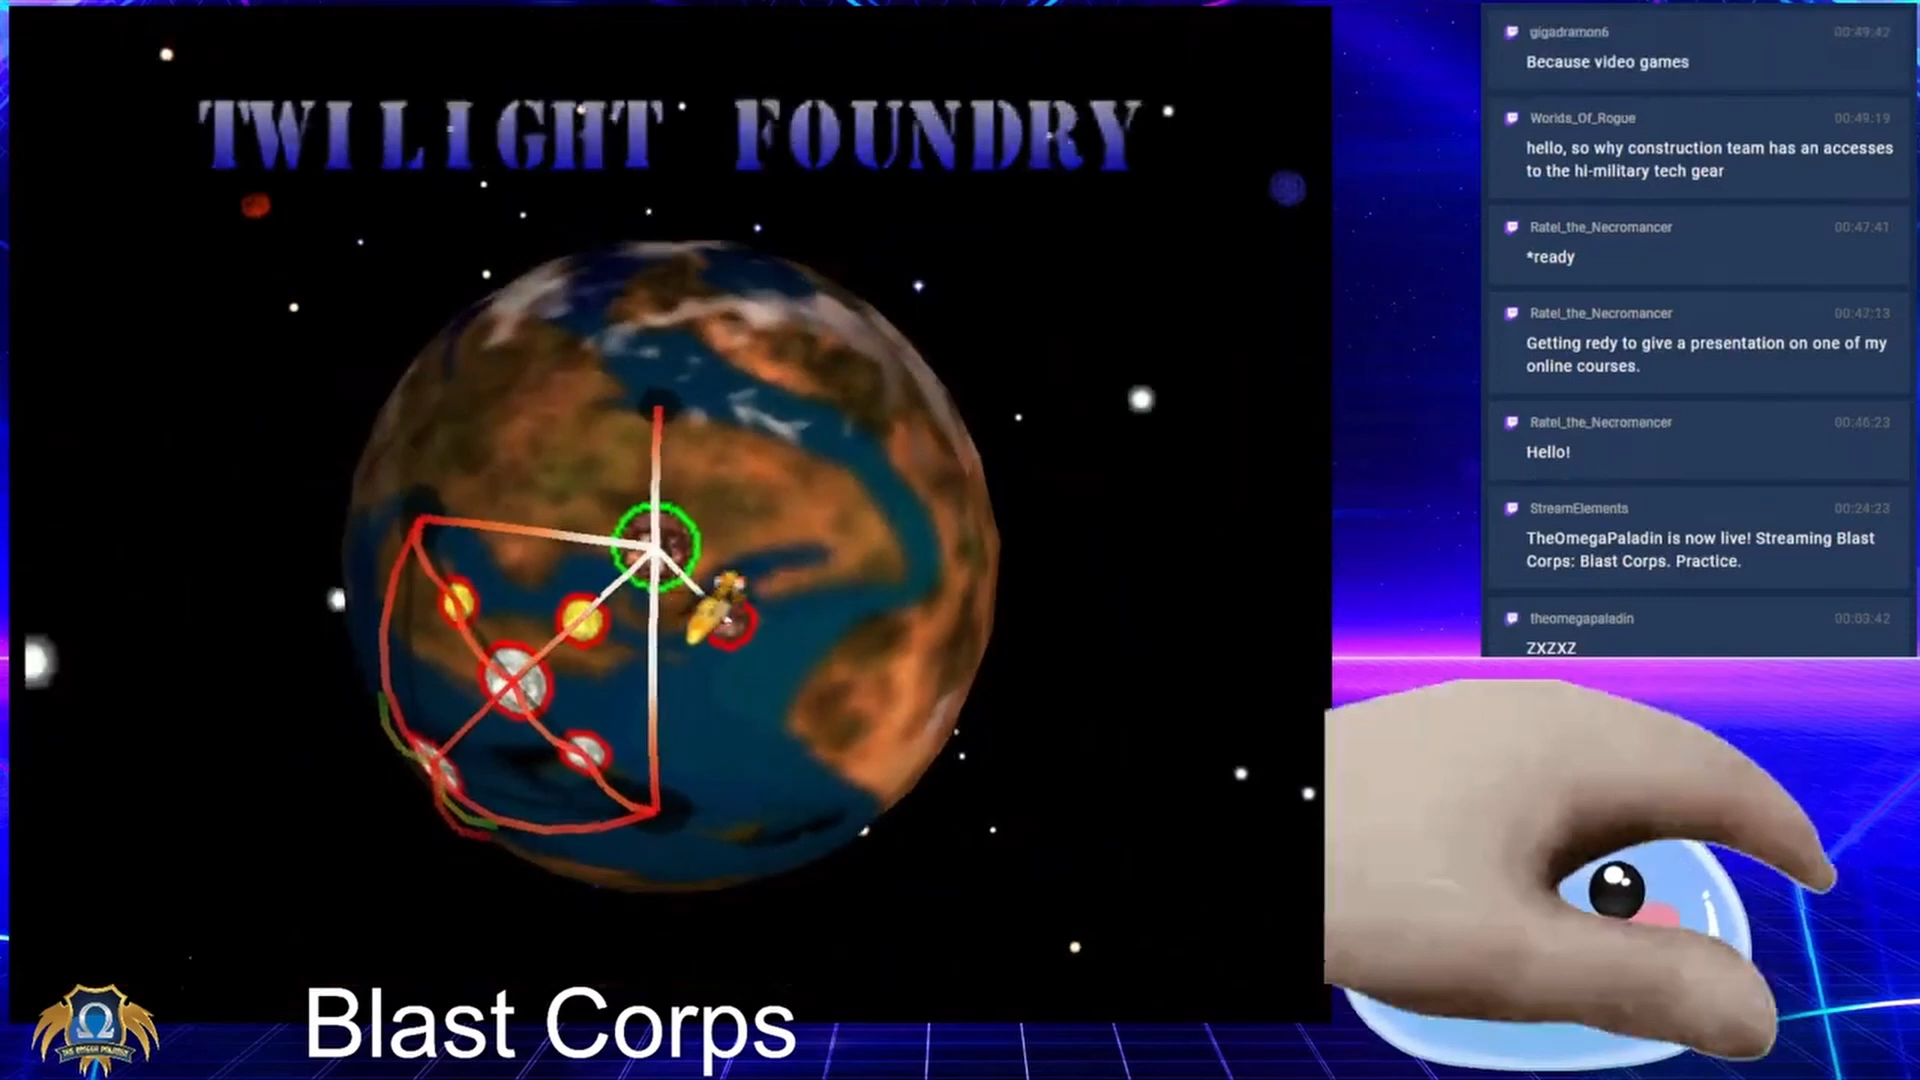 TWILIGHT FOUNDRY
gigadramon6 00:49:42
Because video games
Worlds_Of_Rogue 00:49:19
hello, so why construction team has an accesses
to the hi-military tech gear
Ratel_the_Necromancer 00:47:41
*ready
Ratel_the_Necromancer 00:47:13
Getting redy to give a presentation on one of my
online courses.
Ratel_the_Necromancer 00:46:23
Hello!
StreamElements 00:24:23
TheOmegaPaladin is now live! Streaming Blast
Corps: Blast Corps. Practice.
theomegapaladin 00:03:42
ZXZXZ
Ω
THE OMEGA PALADIN
Blast Corps